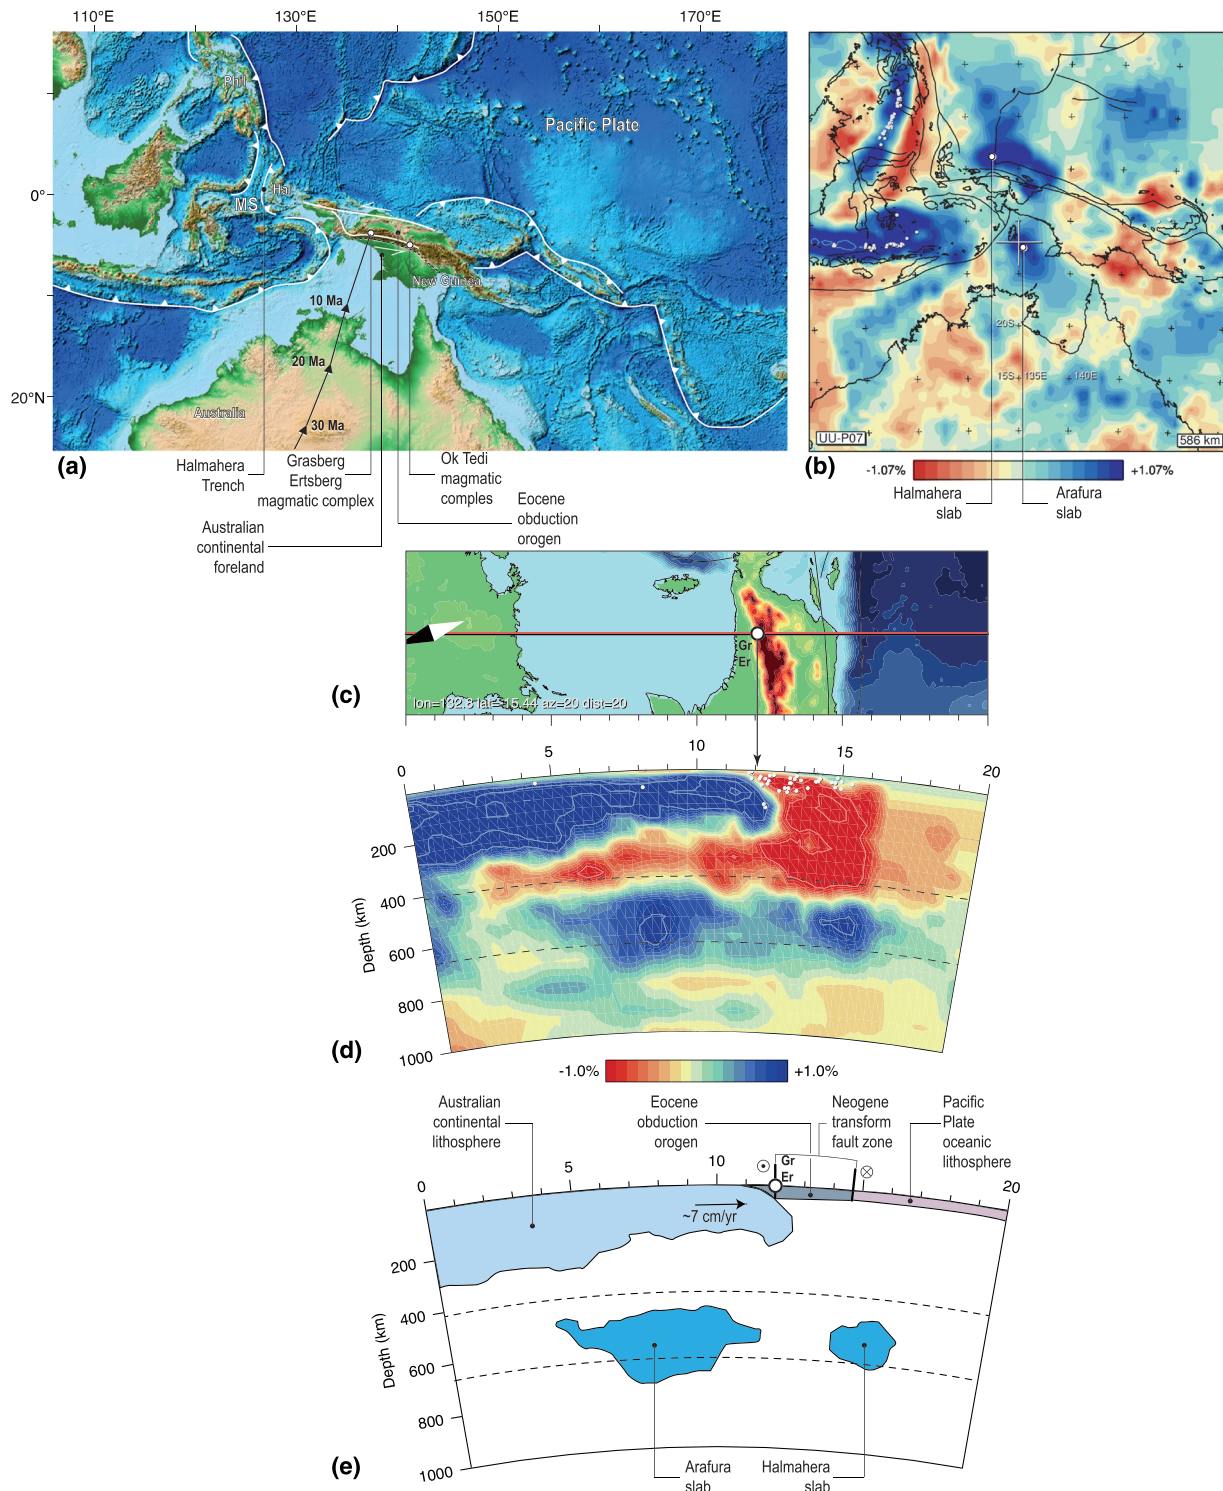 110°E
130°E
150°E
170°E
0°
20°N
Phil
Pacific Plate
Hal
MS
New Guinea
10 Ma
20 Ma
30 Ma
Australia
(a)
Halmahera
Trench
Grasberg
Ertsberg
magmatic complex
Ok Tedi
magmatic
comples
Australian
continental
foreland
Eocene
obduction
orogen
20S
15S
135E
140E
UU-P07
586 km
(b)
-1.07%
+1.07%
Halmahera
slab
Arafura
slab
Gr
Er
lon=132.8 lat=-15.44 az=20 dist=20
(c)
0
5
10
15
20
200
400
600
800
1000
Depth (km)
(d)
-1.0%
+1.0%
Australian
continental
lithosphere
Eocene
obduction
orogen
Neogene
transform
fault zone
Pacific
Plate
oceanic
lithosphere
0
5
10
20
Gr
Er
~7 cm/yr
200
400
600
800
1000
Depth (km)
(e)
Arafura
slab
Halmahera
slab